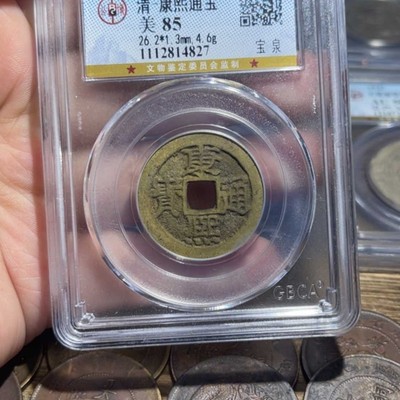 清 康熙通宝
美 85
26.2*1.3mm,4.6g 宝泉
1112814827
★ 文物鉴定委员会监制 ★
康熙通寶
GBCA